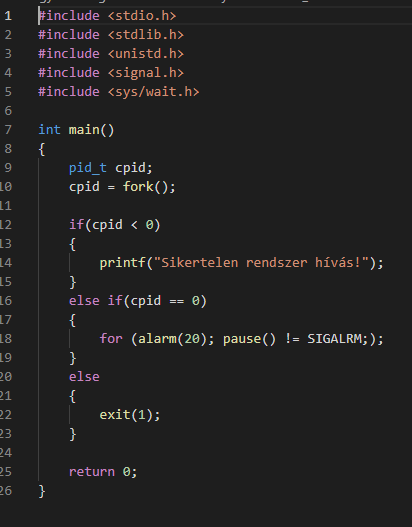 1 #include <stdio.h>
2 #include <stdlib.h>
3 #include <unistd.h>
4 #include <signal.h>
5 #include <sys/wait.h>
6
7 int main()
8 {
9 pid_t cpid;
10 cpid = fork();
11
12 if(cpid < 0)
13 {
14 printf("Sikertelen rendszer hívás!");
15 }
16 else if(cpid == 0)
17 {
18 for (alarm(20); pause() != SIGALRM;);
19 }
20 else
21 {
22 exit(1);
23 }
24
25 return 0;
26 }